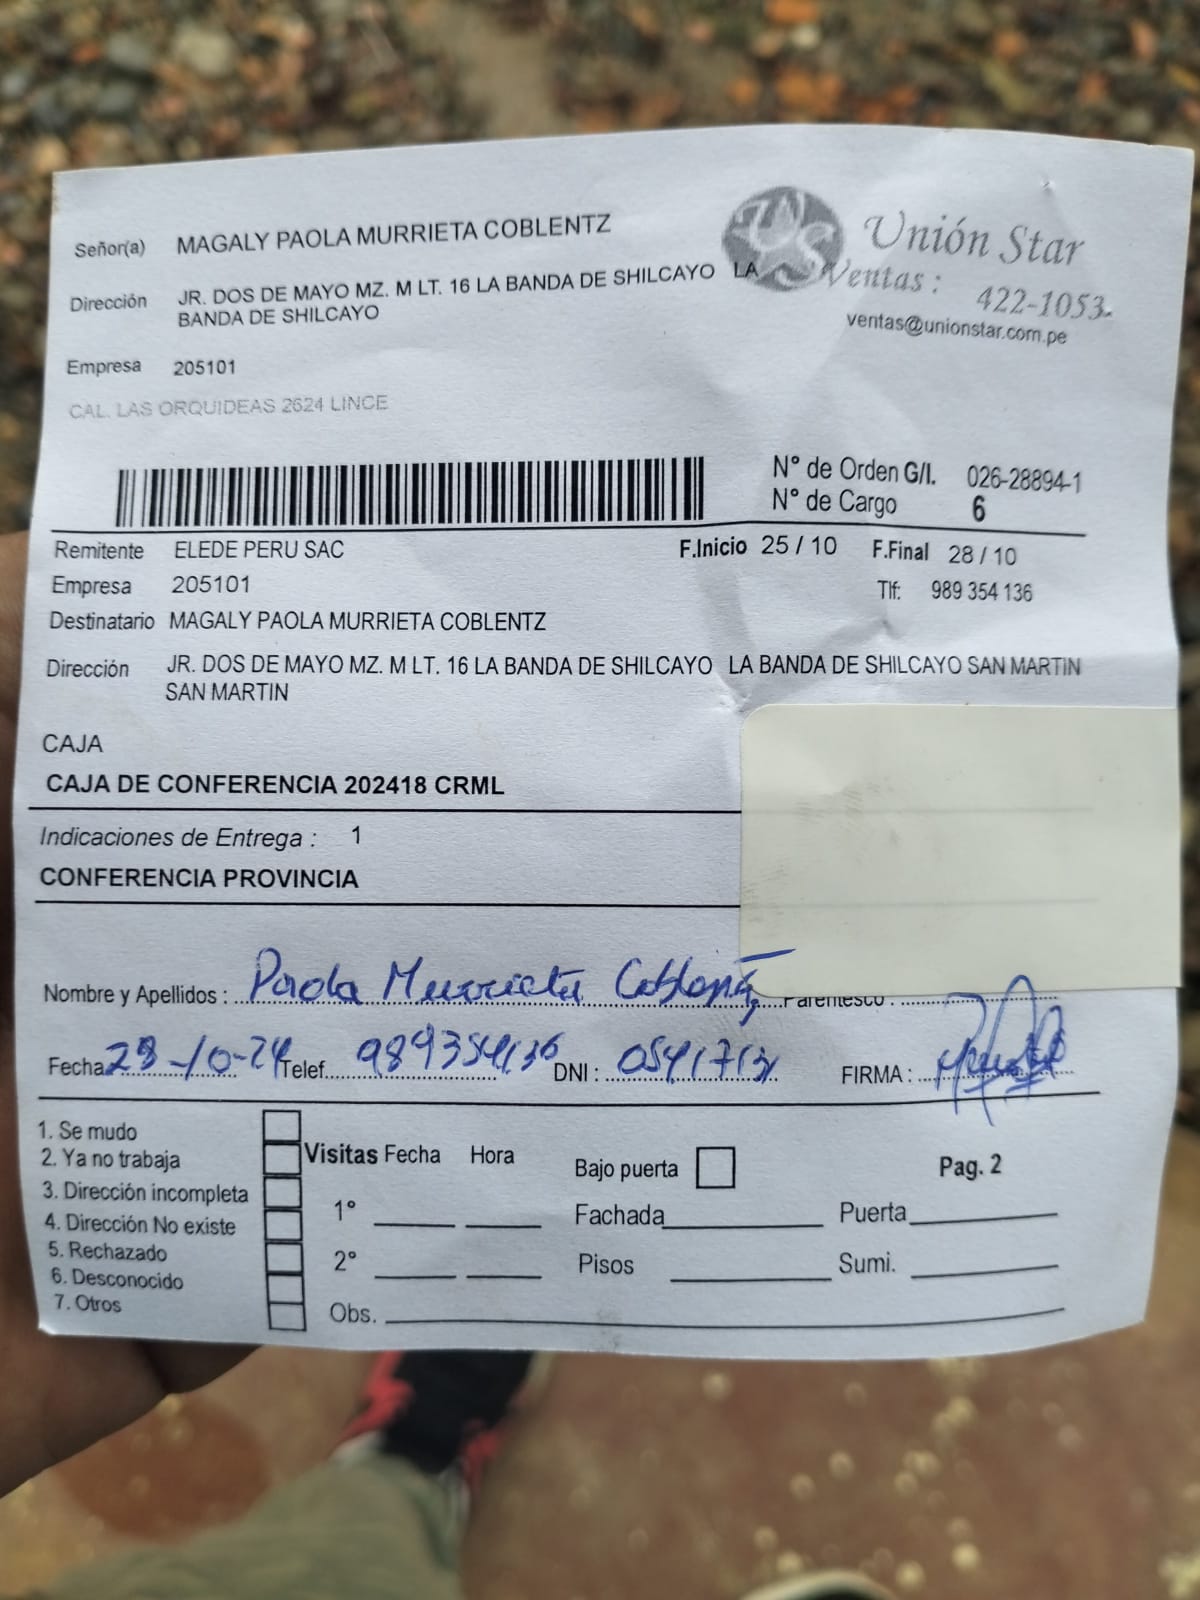 Señor(a) MAGALY PAOLA MURRIETA COBLENTZ
Unión Star
Dirección JR. DOS DE MAYO MZ. M LT. 16 LA BANDA DE SHILCAYO LA
BANDA DE SHILCAYO
Ventas :
422-1053
ventas@unionstar.com.pe
Empresa 205101
CAL. LAS ORQUIDEAS 2624 LINCE
N° de Orden G/I. 026-28894-1
N° de Cargo 6
Remitente ELEDE PERU SAC F.Inicio 25 / 10 F.Final 28 / 10
Empresa 205101 Tlf: 989 354 136
Destinatario MAGALY PAOLA MURRIETA COBLENTZ
Dirección JR. DOS DE MAYO MZ. M LT. 16 LA BANDA DE SHILCAYO LA BANDA DE SHILCAYO SAN MARTIN
SAN MARTIN
CAJA
CAJA DE CONFERENCIA 202418 CRML
Indicaciones de Entrega : 1
CONFERENCIA PROVINCIA
Nombre y Apellidos : Paola Murrieta Parentesco :
Fecha -10-24 Telef. 989354136 DNI : FIRMA :
1. Se mudo
2. Ya no trabaja
3. Dirección incompleta
4. Dirección No existe
5. Rechazado
6. Desconocido
7. Otros
Visitas Fecha Hora
1°
2°
Obs.
Bajo puerta
Pag. 2
Fachada Puerta
Pisos Sumi.